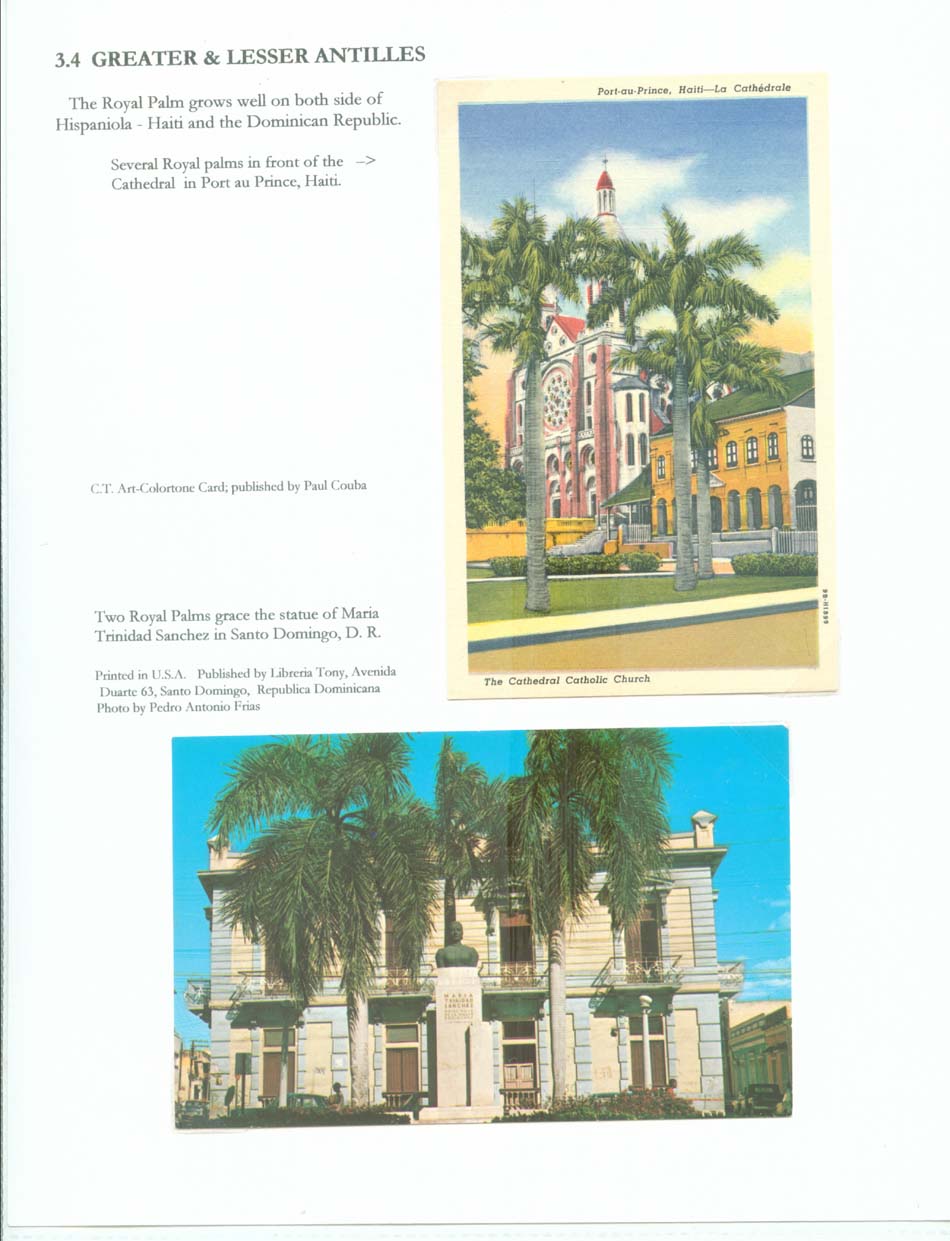 3.4 GREATER & LESSER ANTILLES
The Royal Palm grows well on both side of
Hispaniola - Haiti and the Dominican Republic.
Several Royal palms in front of the –>
Cathedral in Port au Prince, Haiti.
Port-au-Prince, Haiti—La Cathédrale
C.T. Art-Colortone Card; published by Paul Couba
The Cathedral Catholic Church
Two Royal Palms grace the statue of Maria
Trinidad Sanchez in Santo Domingo, D. R.
Printed in U.S.A. Published by Libreria Tony, Avenida
Duarte 63, Santo Domingo, Republica Dominicana
Photo by Pedro Antonio Frias
MARIA
TRINIDAD
SANCHEZ